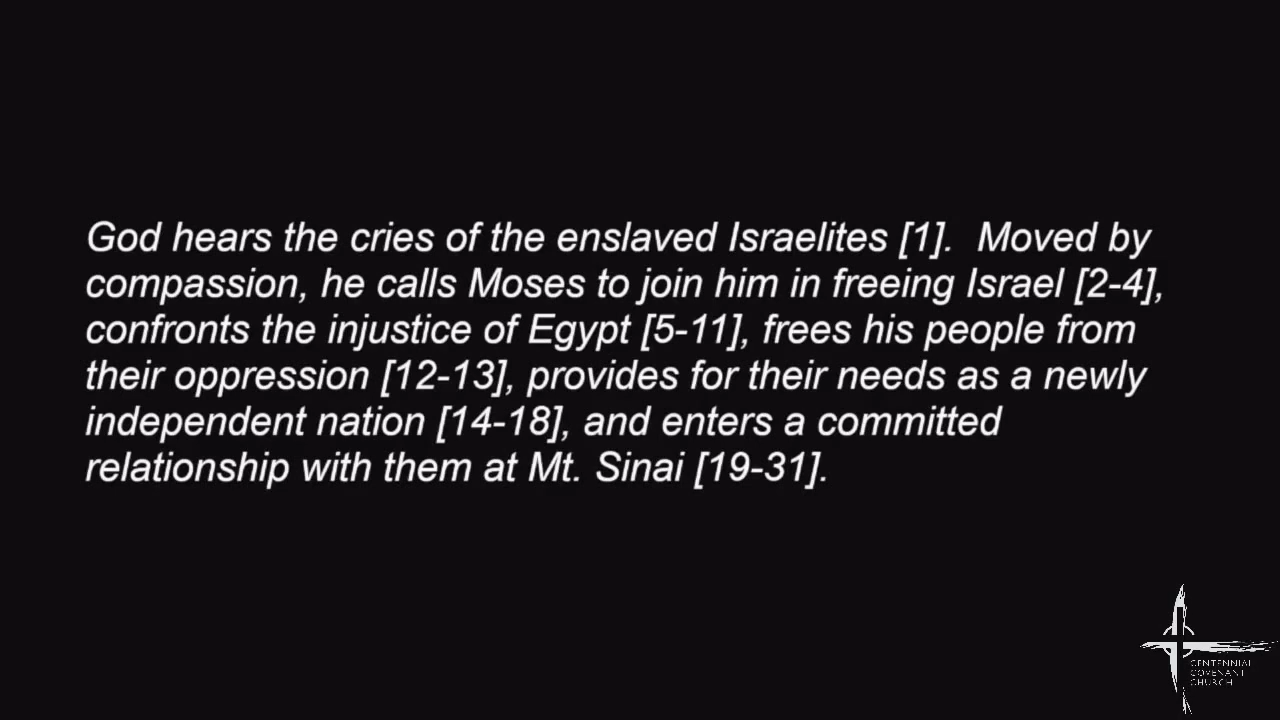 God hears the cries of the enslaved Israelites [1].  Moved by
compassion, he calls Moses to join him in freeing Israel [2-4],
confronts the injustice of Egypt [5-11], frees his people from
their oppression [12-13], provides for their needs as a newly
independent nation [14-18], and enters a committed
relationship with them at Mt. Sinai [19-31].
CENTENNIAL
COVENANT
CHURCH